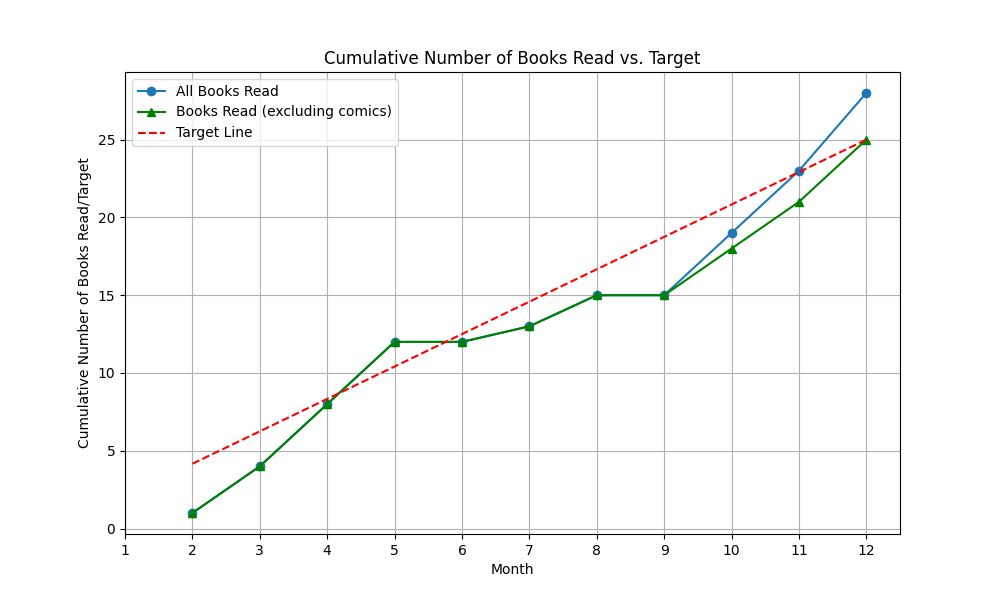 Cumulative Number of Books Read vs. Target
All Books Read
Books Read (excluding comics)
Target Line
Cumulative Number of Books Read/Target
25
20
15
10
5
0
1 2 3 4 5 6 7 8 9 10 11 12
Month